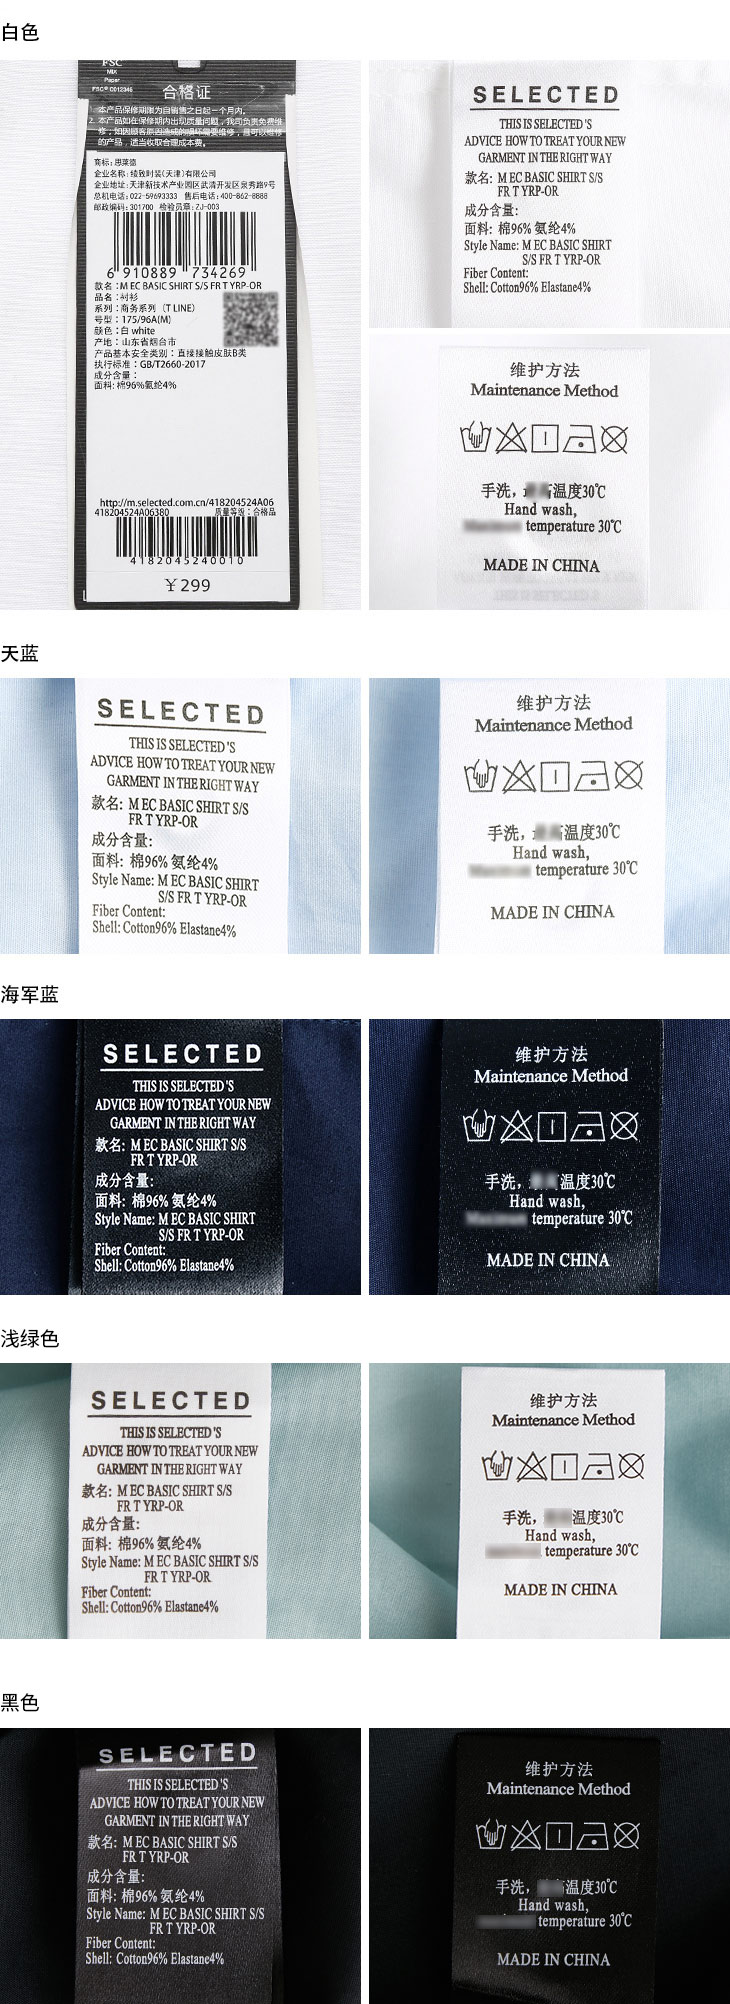 白色
FSC
MIX
Paper
FSC® C012346
合格证
1. 本产品保修期限为自销售之日起一个月内。
2. 本产品如在保修期内出现质量问题，我司负责免费维
修；如因顾客原因造成的损坏需要维修，虽可以维修
的产品，适当收取合理成本费。
商标：思莱德
企业名称：绫致时装(天津)有限公司
企业地址：天津新技术产业园区武清开发区泉秀路9号
总机电话：022-59693333 售后电话：400-862-8888
邮政编码：301700 检验员章：ZJ-003
6 910889 734269
款名：M EC BASIC SHIRT S/S FR T YRP-OR
品名：衬衫
系列：商务系列 （T LINE）
号型：175/96A(M)
颜色：白 white
产地：山东省烟台市
产品基本安全类别：直接接触皮肤B类
执行标准：GB/T2660-2017
成分含量：
面料: 棉96%氨纶4%
http://m.selected.com.cn/418204524A06
418204524A06380 质量等级：合格品
4182045240010
￥299
SELECTED
THIS IS SELECTED 'S
ADVICE HOW TO TREAT YOUR NEW
GARMENT IN THE RIGHT WAY
款名: M EC BASIC SHIRT S/S
FR T YRP-OR
成分含量:
面料: 棉96% 氨纶4%
Style Name: M EC BASIC SHIRT
S/S FR T YRP-OR
Fiber Content:
Shell: Cotton96% Elastane4%
维护方法
Maintenance Method
手洗，温度30℃
Hand wash,
temperature 30℃
MADE IN CHINA
天蓝
SELECTED
THIS IS SELECTED 'S
ADVICE HOW TO TREAT YOUR NEW
GARMENT IN THE RIGHT WAY
款名: M EC BASIC SHIRT S/S
FR T YRP-OR
成分含量:
面料: 棉96% 氨纶4%
Style Name: M EC BASIC SHIRT
S/S FR T YRP-OR
Fiber Content:
Shell: Cotton96% Elastane4%
维护方法
Maintenance Method
手洗，温度30℃
Hand wash,
temperature 30℃
MADE IN CHINA
海军蓝
SELECTED
THIS IS SELECTED 'S
ADVICE HOW TO TREAT YOUR NEW
GARMENT IN THE RIGHT WAY
款名: M EC BASIC SHIRT S/S
FR T YRP-OR
成分含量:
面料: 棉96% 氨纶4%
Style Name: M EC BASIC SHIRT
S/S FR T YRP-OR
Fiber Content:
Shell: Cotton96% Elastane4%
维护方法
Maintenance Method
手洗，温度30℃
Hand wash,
temperature 30℃
MADE IN CHINA
浅绿色
SELECTED
THIS IS SELECTED 'S
ADVICE HOW TO TREAT YOUR NEW
GARMENT IN THE RIGHT WAY
款名: M EC BASIC SHIRT S/S
FR T YRP-OR
成分含量:
面料: 棉96% 氨纶4%
Style Name: M EC BASIC SHIRT S/S
FR T YRP-OR
Fiber Content:
Shell: Cotton96% Elastane4%
维护方法
Maintenance Method
手洗，温度30℃
Hand wash,
temperature 30℃
MADE IN CHINA
黑色
SELECTED
THIS IS SELECTED 'S
ADVICE HOW TO TREAT YOUR NEW
GARMENT IN THE RIGHT WAY
款名: M EC BASIC SHIRT S/S
FR T YRP-OR
成分含量:
面料: 棉96% 氨纶4%
Style Name: M EC BASIC SHIRT S/S
FR T YRP-OR
Fiber Content:
Shell: Cotton96% Elastane4%
维护方法
Maintenance Method
手洗，温度30℃
Hand wash,
temperature 30℃
MADE IN CHINA